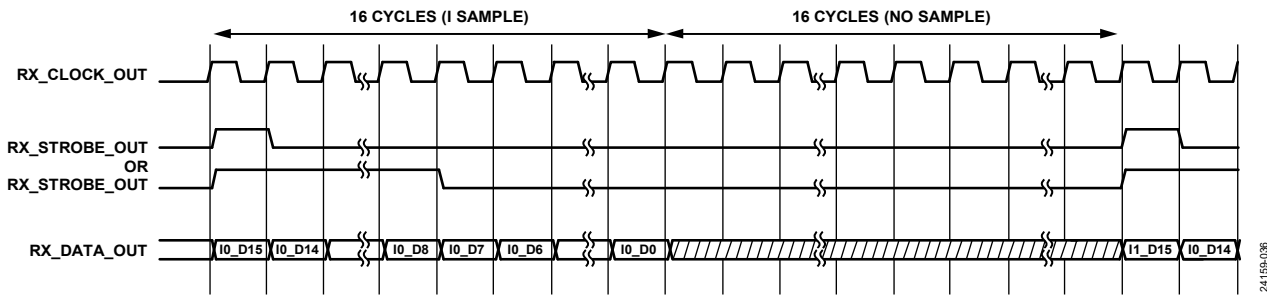 16 CYCLES (I SAMPLE)
16 CYCLES (NO SAMPLE)
RX_CLOCK_OUT
RX_STROBE_OUT
OR
RX_STROBE_OUT
RX_DATA_OUT
I0_D15
I0_D14
I0_D8
I0_D7
I0_D6
I0_D0
I1_D15
I0_D14
24159-036